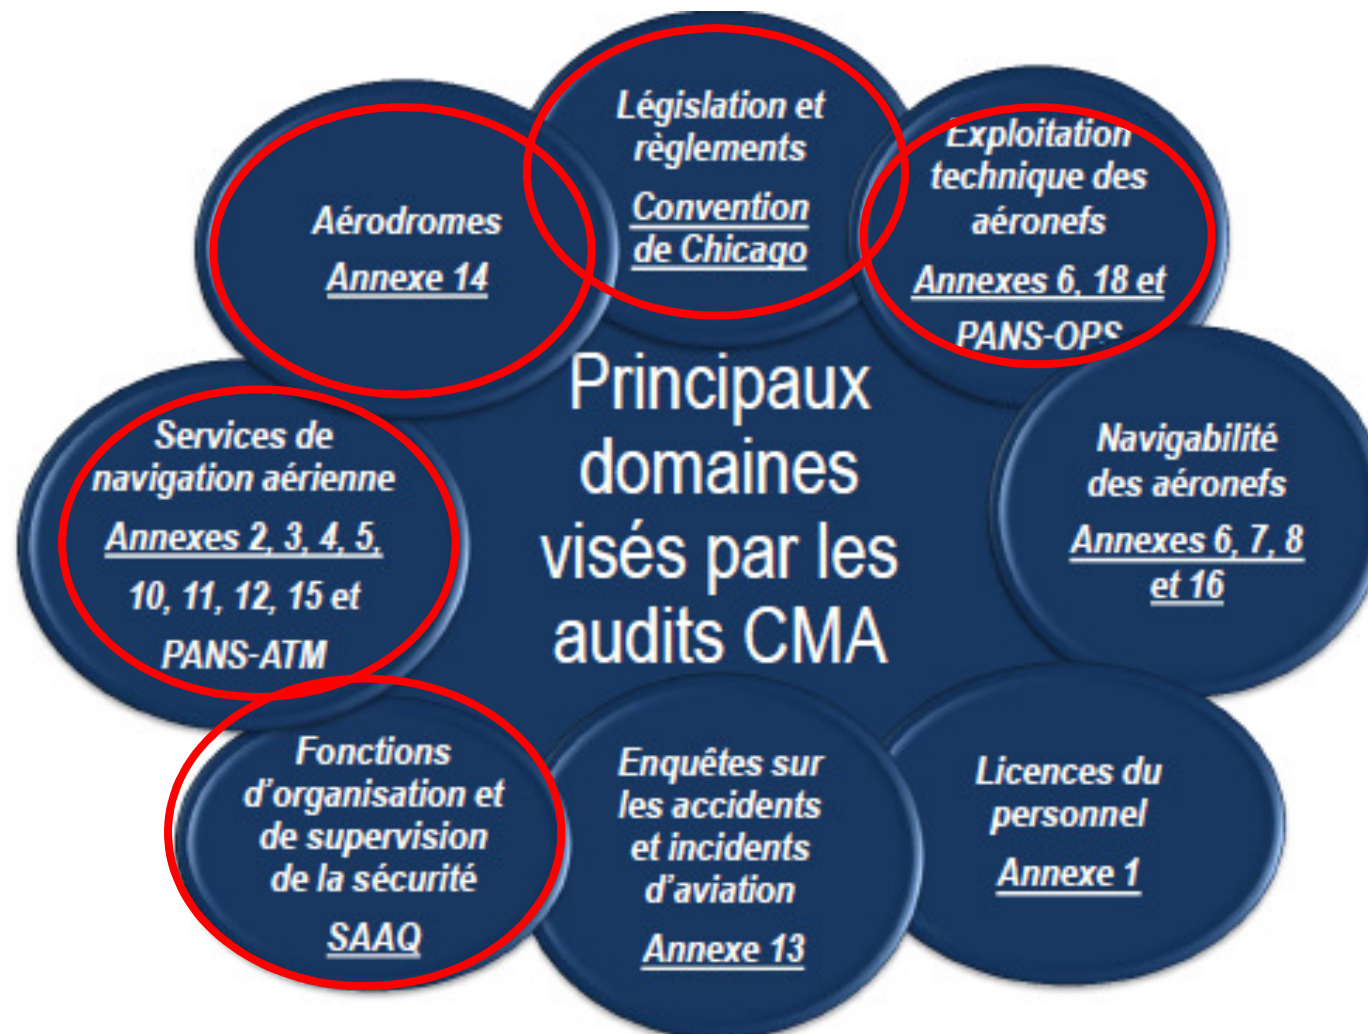 Législation et
règlements
Convention
de Chicago
Exploitation
technique des
aéronefs
Annexes 6, 18 et
PANS-OPS
Aérodromes
Annexe 14
Principaux
domaines
visés par les
audits CMA
Services de
navigation aérienne
Annexes 2, 3, 4, 5,
10, 11, 12, 15 et
PANS-ATM
Navigabilité
des aéronefs
Annexes 6, 7, 8
et 16
Fonctions
d'organisation et
de supervision
de la sécurité
SAAQ
Enquêtes sur
les accidents
et incidents
d'aviation
Annexe 13
Licences du
personnel
Annexe 1